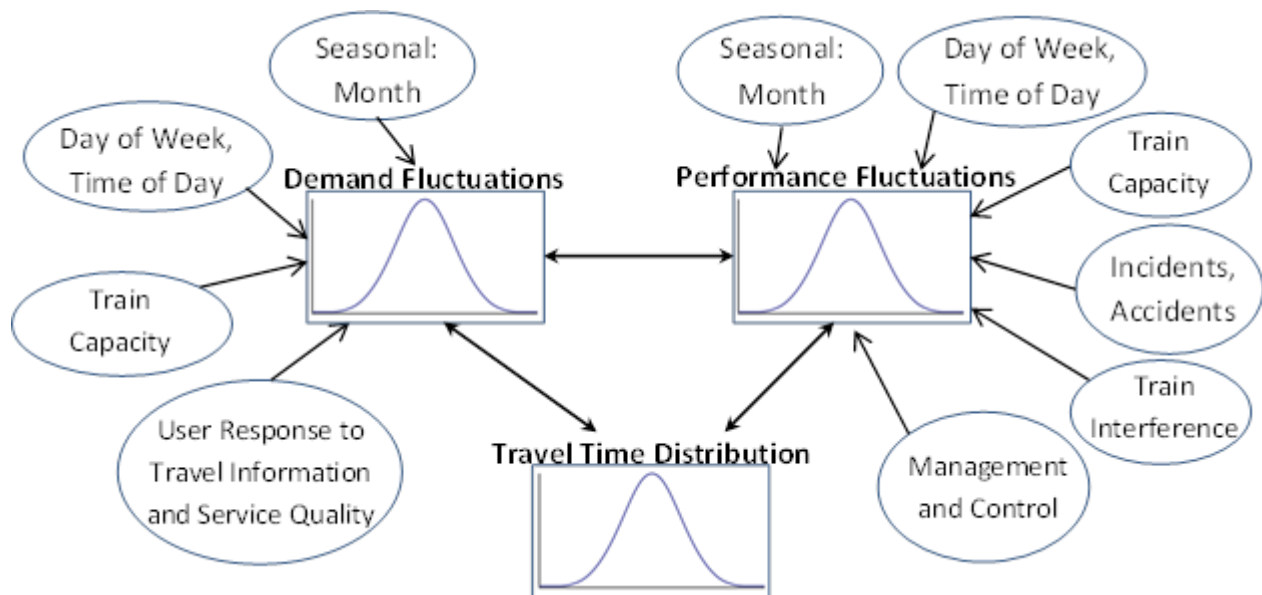 Seasonal:
Month
Seasonal:
Month
Day of Week,
Time of Day
Day of Week,
Time of Day
Demand Fluctuations
Performance Fluctuations
Train
Capacity
Train
Capacity
Incidents,
Accidents
Train
Interference
User Response to
Travel Information
and Service Quality
Travel Time Distribution
Management
and Control